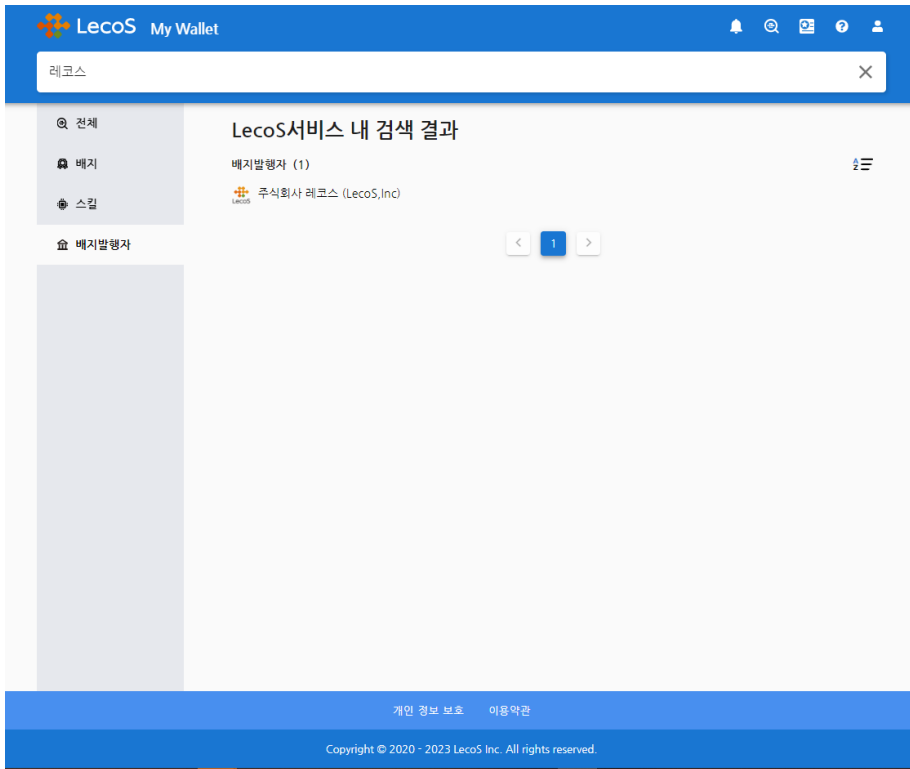 LecoS My Wallet
레코스
전체
배지
스킬
배지발행자
LecoS서비스 내 검색 결과
배지발행자 (1)
A
Z
LecoS
주식회사 레코스 (LecoS,Inc)
< 1 >
개인 정보 보호 이용약관
Copyright © 2020 - 2023 LecoS Inc. All rights reserved.